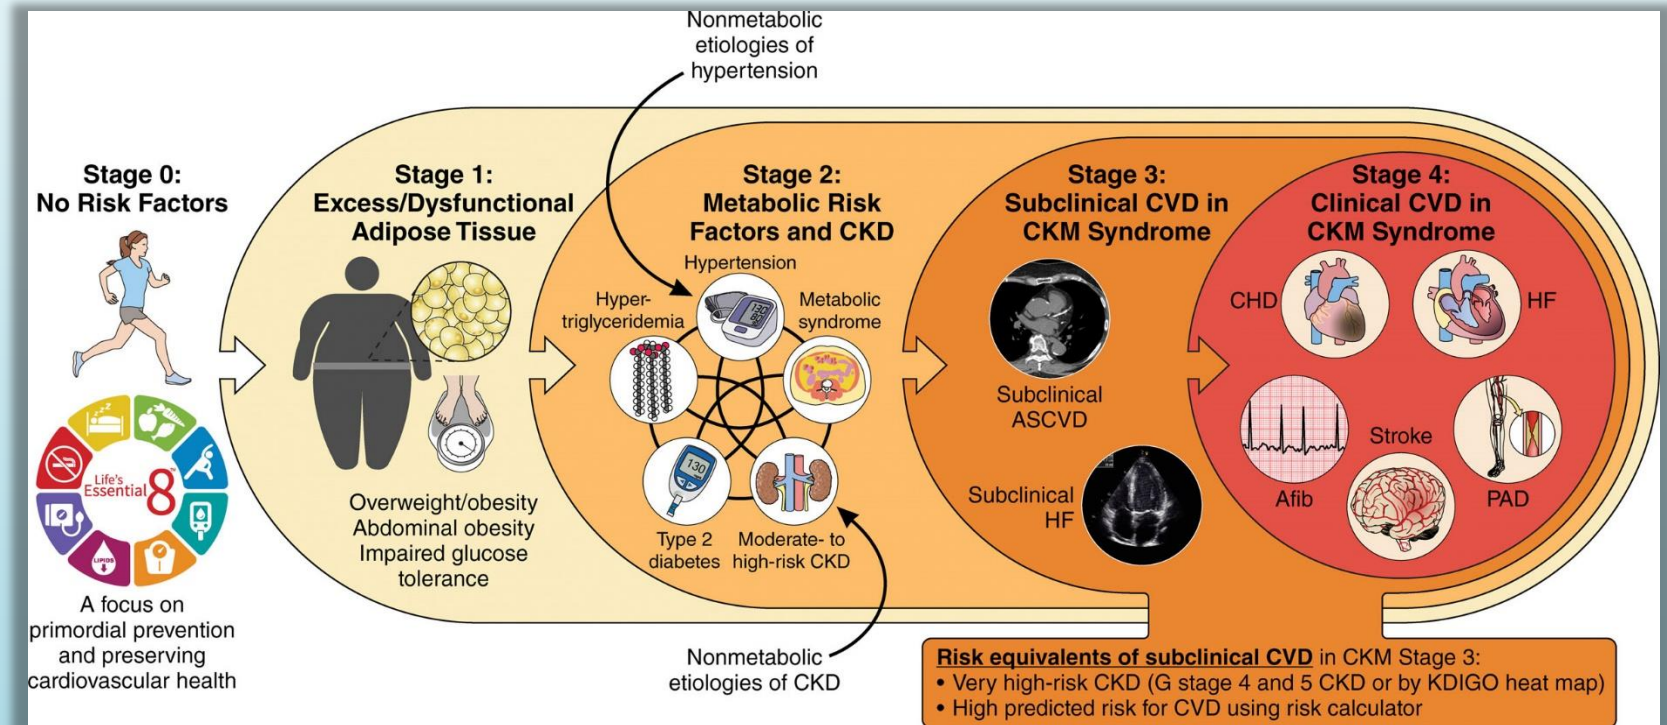 Nonmetabolic
etiologies of
hypertension
Stage 0:
No Risk Factors
Life's
Essential 8™
LIPIDS
A focus on
primordial prevention
and preserving
cardiovascular health
Stage 1:
Excess/Dysfunctional
Adipose Tissue
Overweight/obesity
Abdominal obesity
Impaired glucose
tolerance
Stage 2:
Metabolic Risk
Factors and CKD
Hypertension
130
80
Hyper-
triglyceridemia
Metabolic
syndrome
130
Type 2
diabetes
Moderate- to
high-risk CKD
Nonmetabolic
etiologies of CKD
Stage 3:
Subclinical CVD in
CKM Syndrome
Subclinical
ASCVD
Subclinical
HF
Stage 4:
Clinical CVD in
CKM Syndrome
CHD
HF
Afib
Stroke
PAD
Risk equivalents of subclinical CVD in CKM Stage 3:
• Very high-risk CKD (G stage 4 and 5 CKD or by KDIGO heat map)
• High predicted risk for CVD using risk calculator